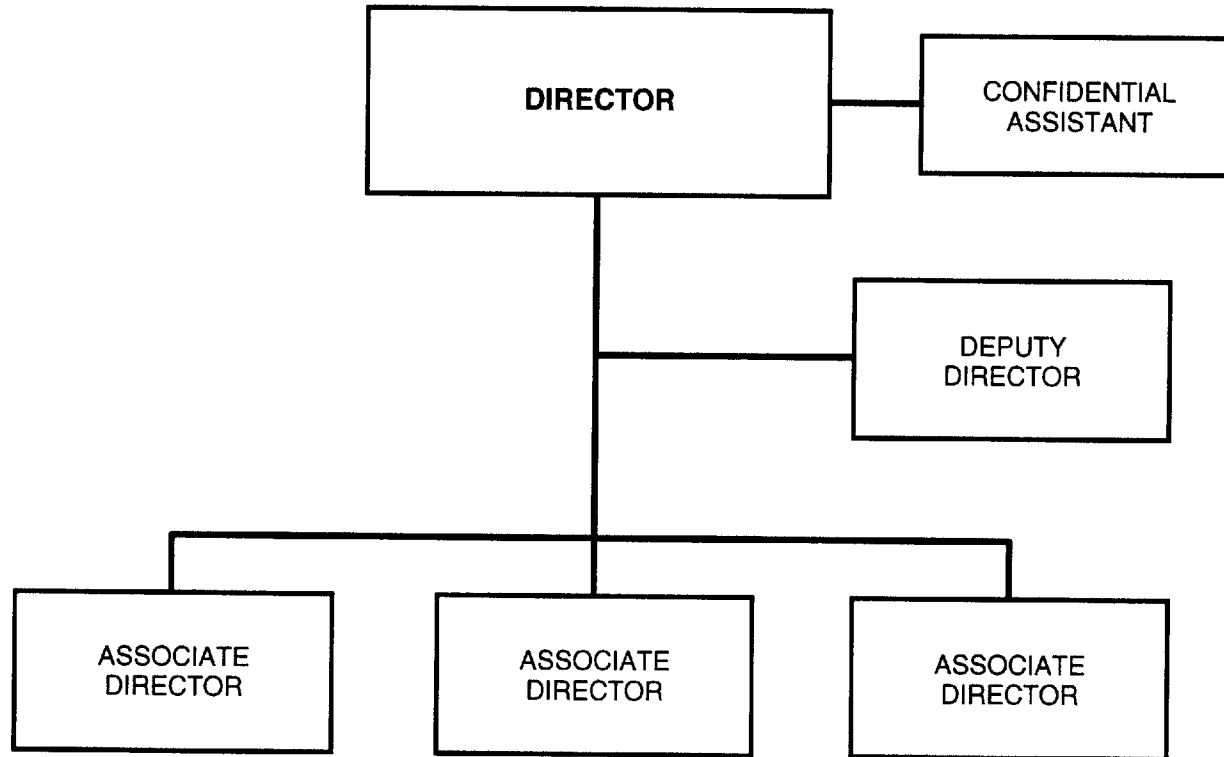 DIRECTOR
CONFIDENTIAL
ASSISTANT
DEPUTY
DIRECTOR
ASSOCIATE
DIRECTOR
ASSOCIATE
DIRECTOR
ASSOCIATE
DIRECTOR